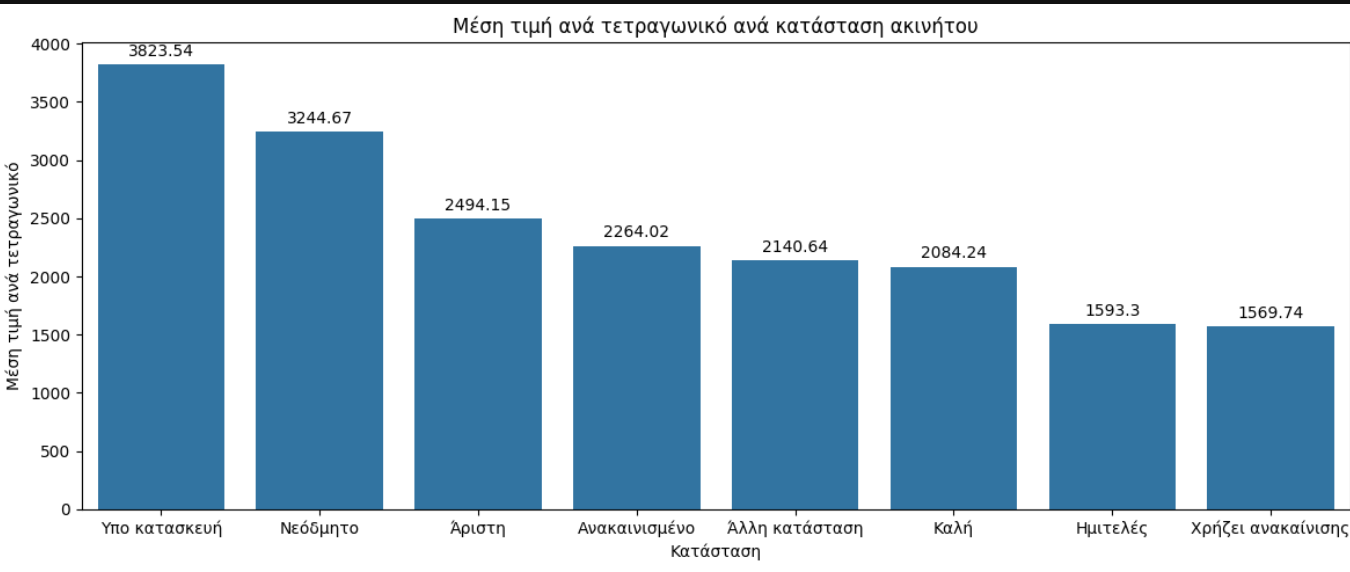 Μέση τιμή ανά τετραγωνικό ανά κατάσταση ακινήτου
Μέση τιμή ανά τετραγωνικό
4000
3500
3000
2500
2000
1500
1000
500
0
3823.54
3244.67
2494.15
2264.02
2140.64
2084.24
1593.3
1569.74
Υπο κατασκευή
Νεόδμητο
Άριστη
Ανακαινισμένο
Άλλη κατάσταση
Καλή
Ημιτελές
Χρήζει ανακαίνισης
Κατάσταση